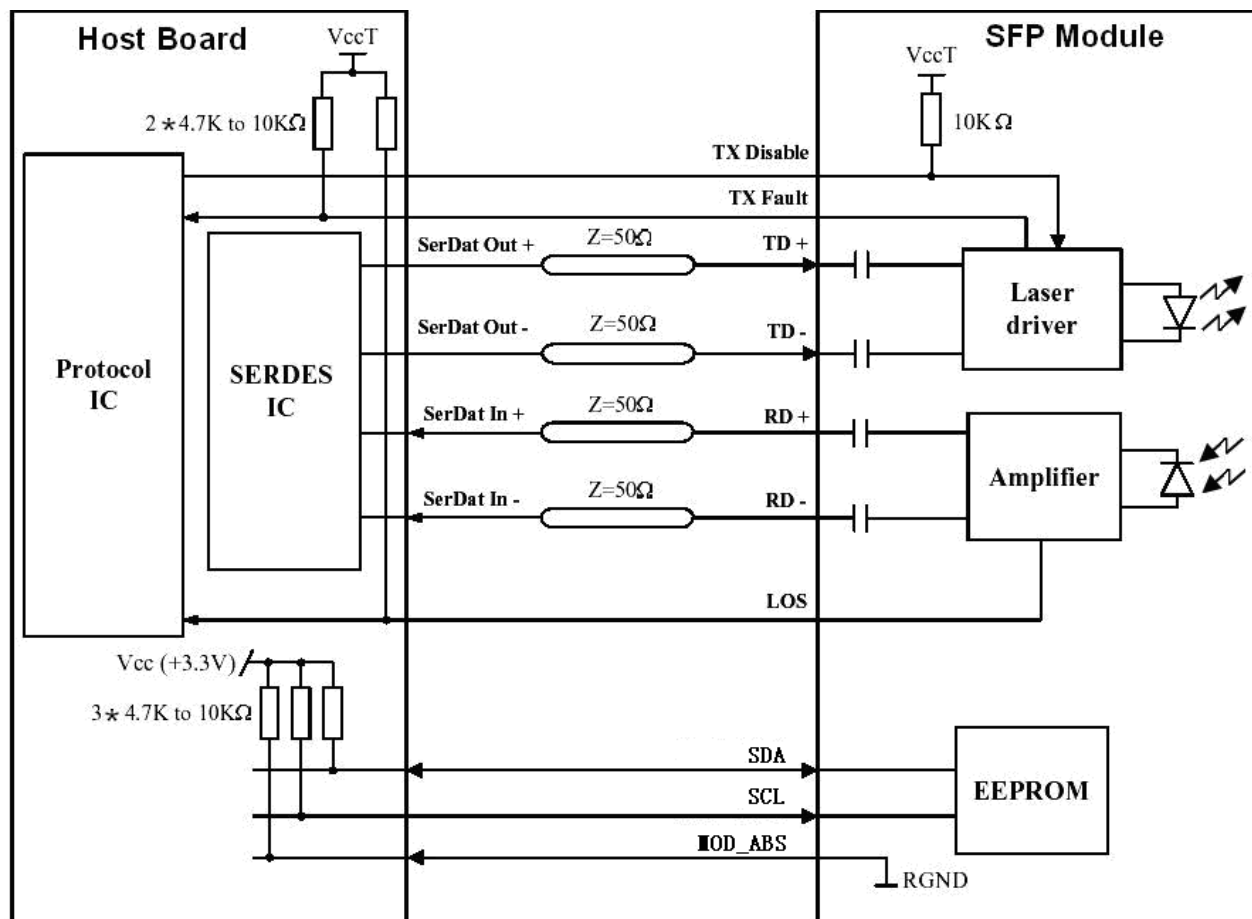 Host Board
SFP Module
VccT
VccT
2*4.7K to 10KΩ
10KΩ
TX Disable
TX Fault
SerDat Out +
Z=50Ω
TD +
Laser
driver
SerDat Out -
Z=50Ω
TD -
Protocol
IC
SERDES
IC
SerDat In +
Z=50Ω
RD +
Amplifier
SerDat In -
Z=50Ω
RD -
LOS
Vcc (+3.3V)
3*4.7K to 10KΩ
SDA
SCL
EEPROM
MOD_ABS
RGND